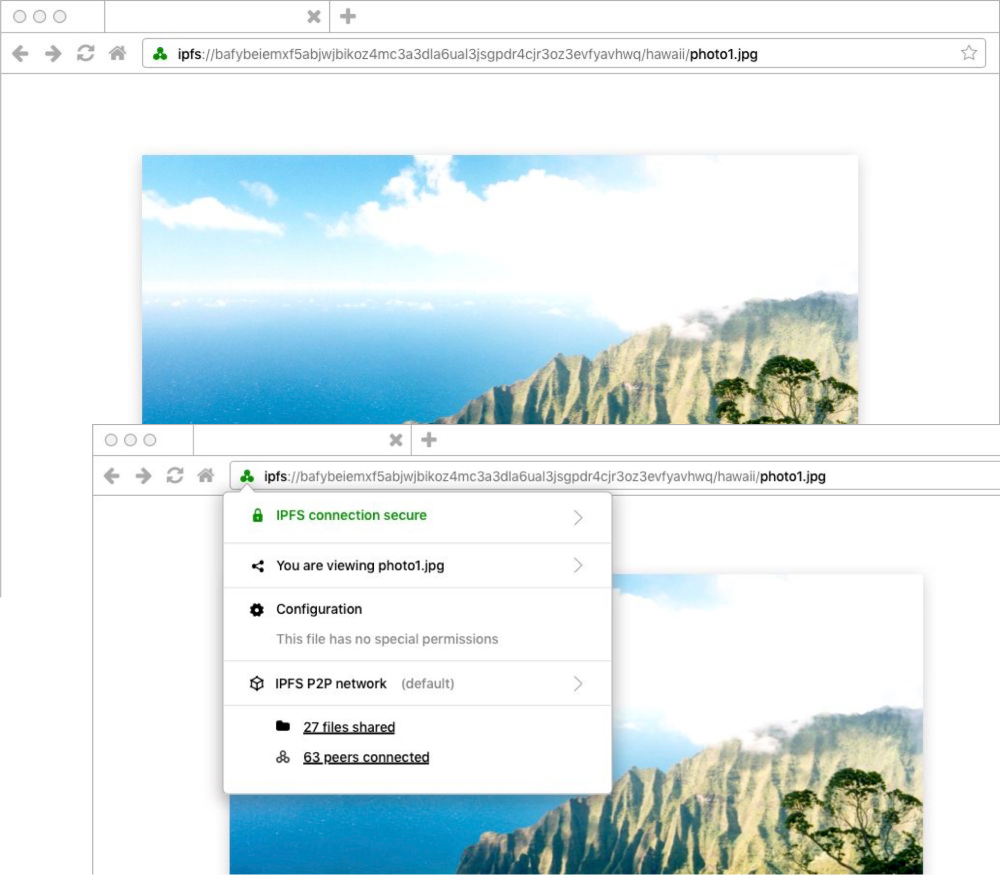 ipfs://bafybeiemxf5abjwjbikoz4mc3a3dla6ual3jsgpdr4cjr3oz3evfyavhwq/hawaii/photo1.jpg
ipfs://bafybeiemxf5abjwjbikoz4mc3a3dla6ual3jsgpdr4cjr3oz3evfyavhwq/hawaii/photo1.jpg
IPFS connection secure
You are viewing photo1.jpg
Configuration
This file has no special permissions
IPFS P2P network (default)
27 files shared
63 peers connected